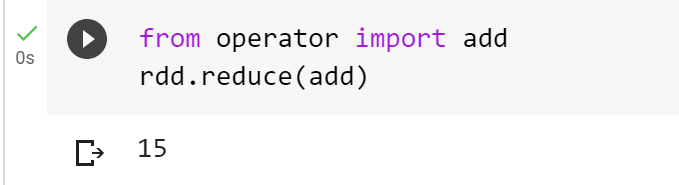 from operator import add
0s
rdd.reduce(add)
15